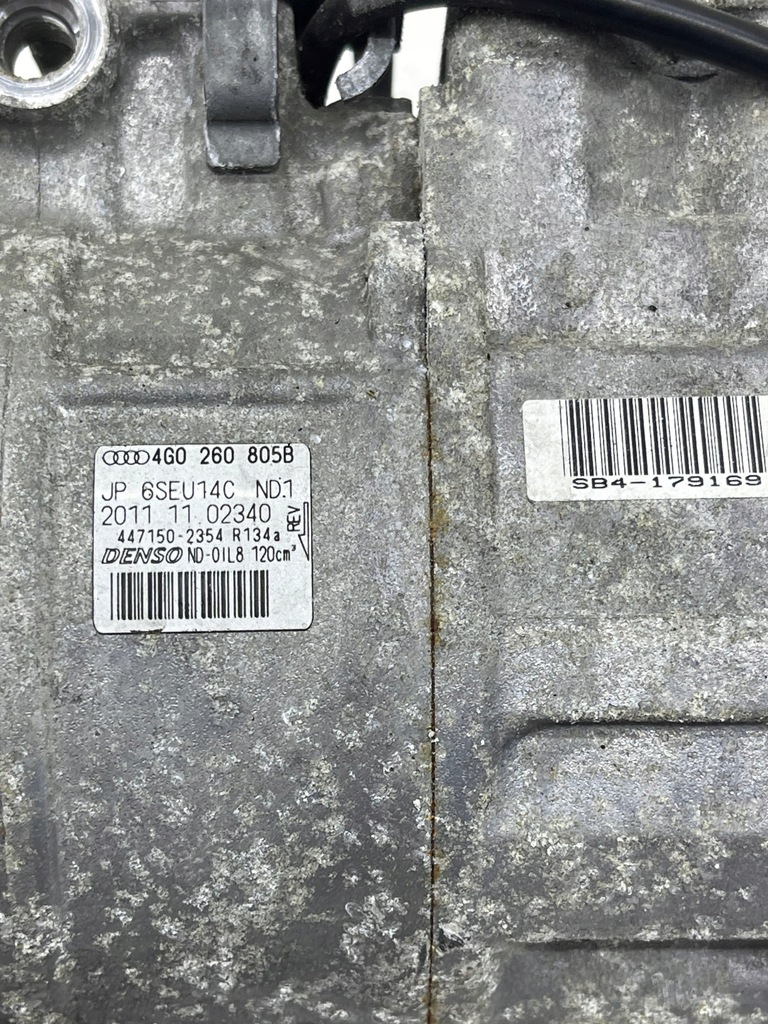 4G0 260 805B
JP 6SEU14C ND1
2011 11 02340
REV
447150-2354 R134a
DENSO ND-OIL8 120cm³
SB4-179169